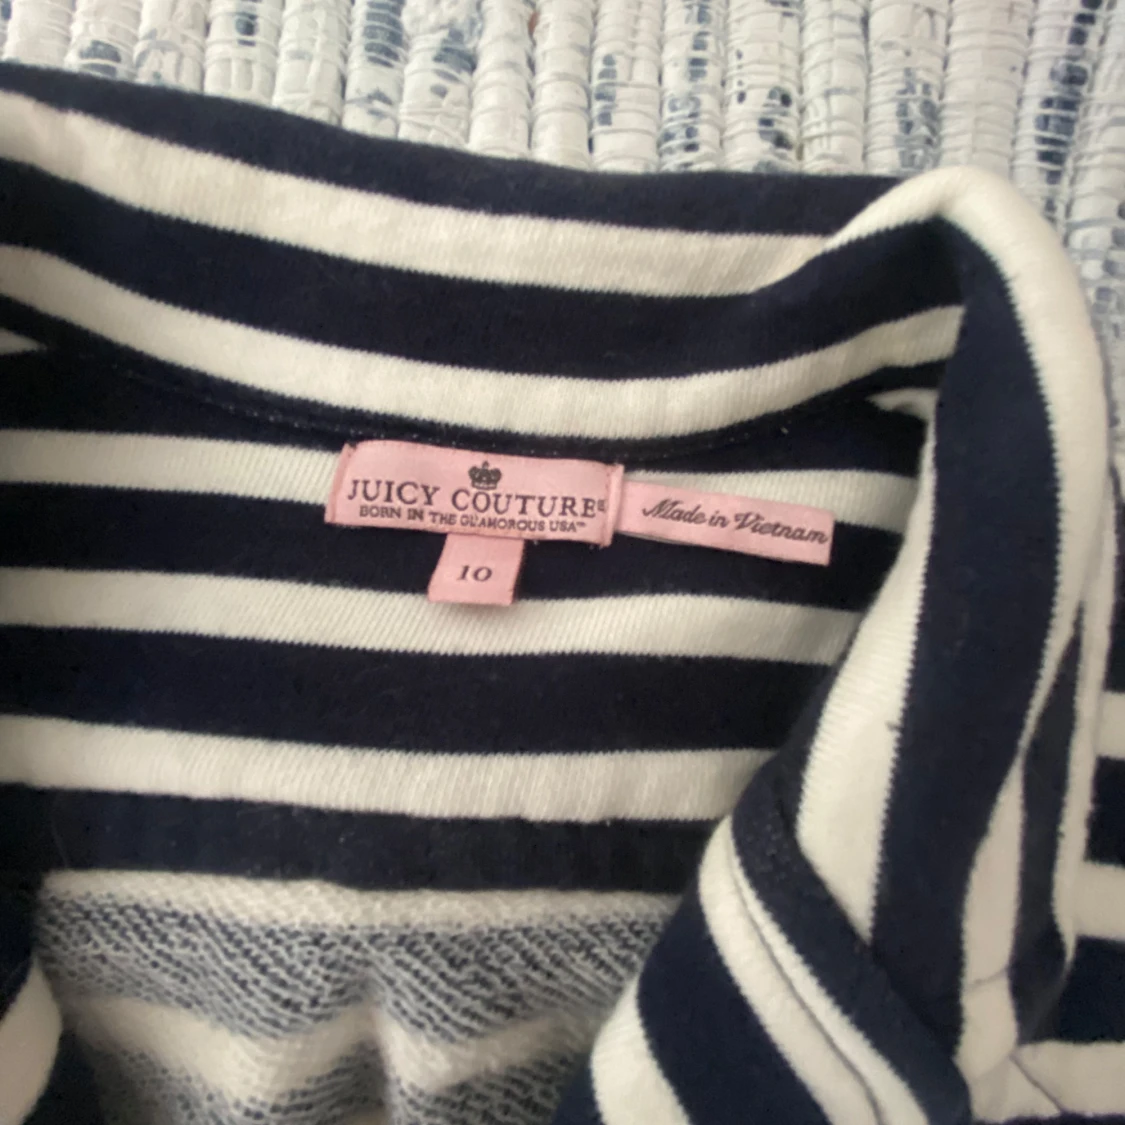 JUICY COUTURE
BORN IN THE GLAMOROUS USA™
Made in Vietnam
10